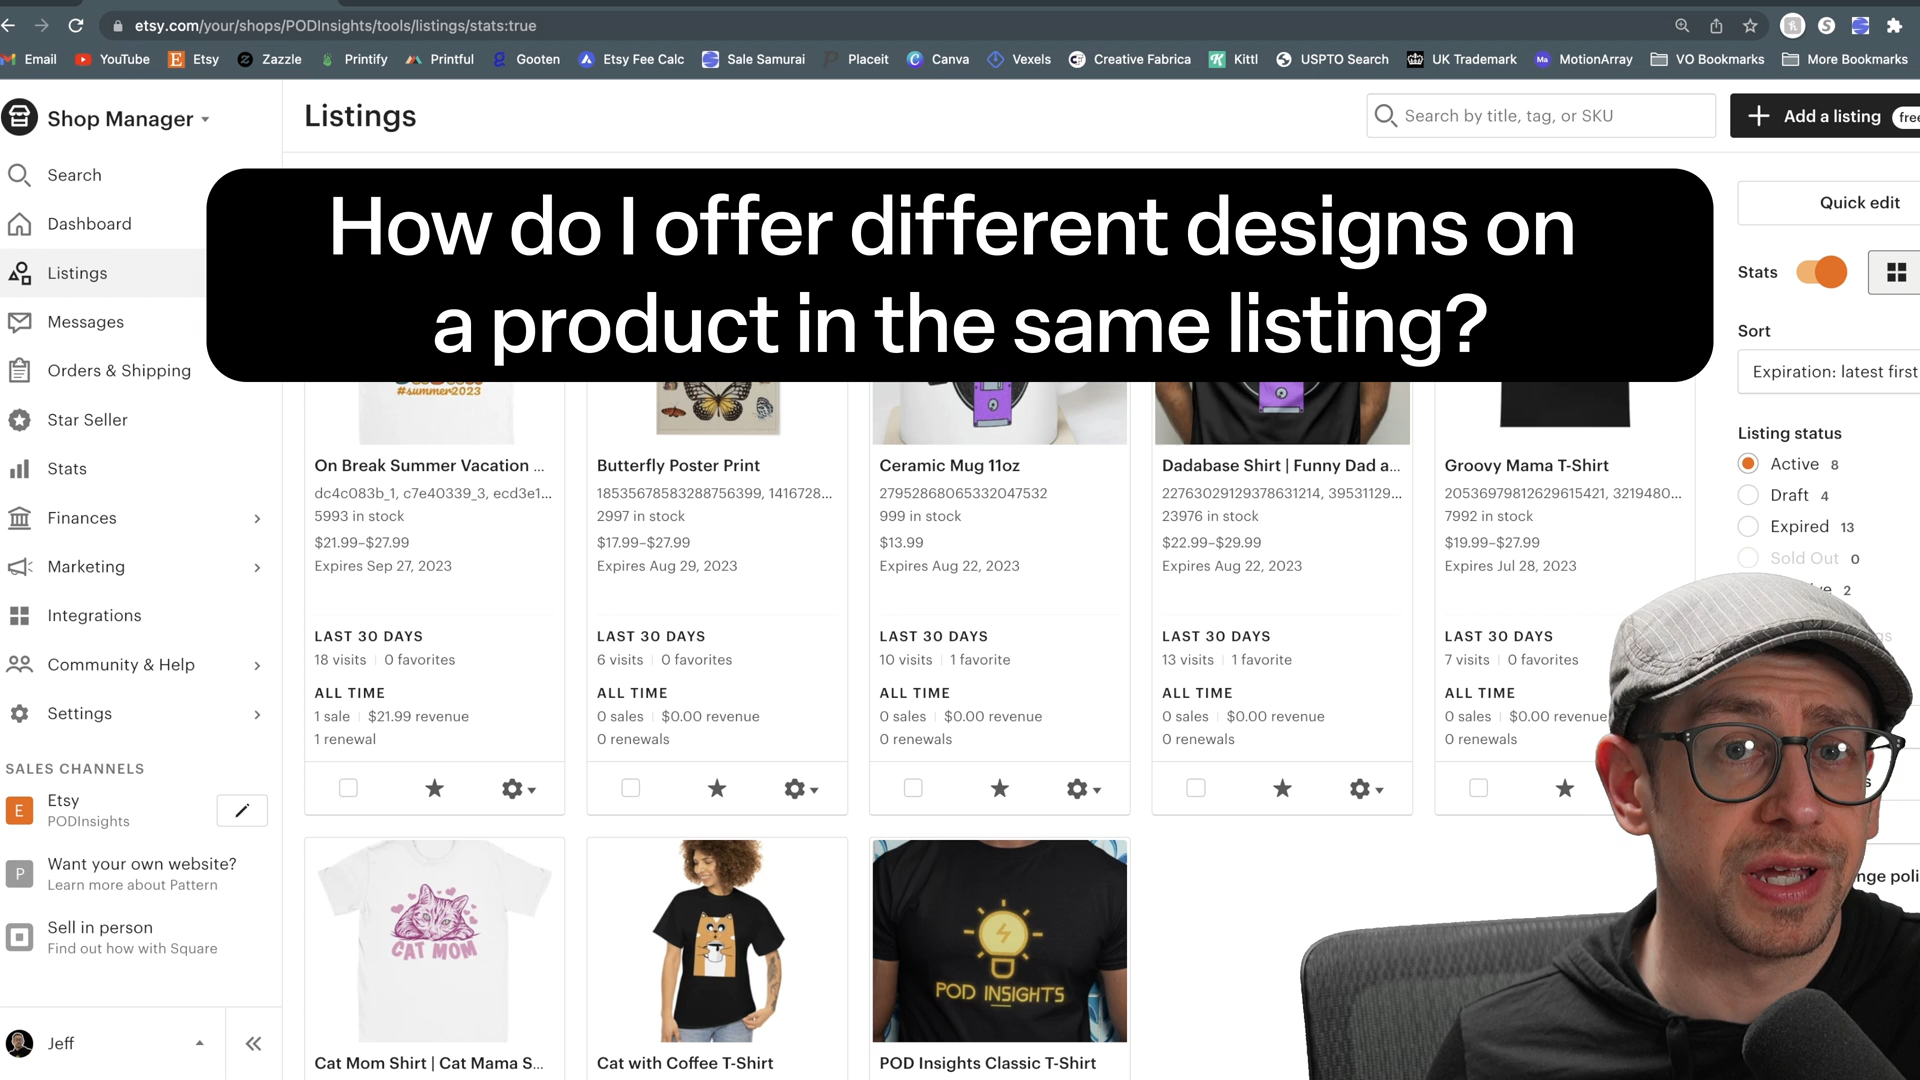 etsy.com/your/shops/PODInsights/tools/listings/stats:true
Email YouTube Etsy Zazzle Printify Printful Gooten Etsy Fee Calc Sale Samurai Placeit Canva Vexels Creative Fabrica Kittl USPTO Search UK Trademark MotionArray VO Bookmarks More Bookmarks
Shop Manager
Search
Dashboard
Listings
Messages
Orders & Shipping
Star Seller
Stats
Finances
Marketing
Integrations
Community & Help
Settings
SALES CHANNELS
E
Etsy
PODInsights
P
Want your own website?
Learn more about Pattern
Sell in person
Find out how with Square
Jeff
Listings
Search by title, tag, or SKU
Add a listing
How do I offer different designs on
a product in the same listing?
#summer2023
On Break Summer Vacation ...
dc4c083b_1, c7e40339_3, ecd3e1...
5993 in stock
$21.99–$27.99
Expires Sep 27, 2023
LAST 30 DAYS
18 visits 0 favorites
ALL TIME
1 sale $21.99 revenue
1 renewal
Butterfly Poster Print
18535678583288756399, 1416728...
2997 in stock
$17.99–$27.99
Expires Aug 29, 2023
LAST 30 DAYS
6 visits 0 favorites
ALL TIME
0 sales $0.00 revenue
0 renewals
Ceramic Mug 11oz
27952868065332047532
999 in stock
$13.99
Expires Aug 22, 2023
LAST 30 DAYS
10 visits 1 favorite
ALL TIME
0 sales $0.00 revenue
0 renewals
Dadabase Shirt | Funny Dad a...
22763029129378631214, 39531129...
23976 in stock
$22.99–$29.99
Expires Aug 22, 2023
LAST 30 DAYS
13 visits 1 favorite
ALL TIME
0 sales $0.00 revenue
0 renewals
Groovy Mama T-Shirt
20536979812629615421, 3219480...
7992 in stock
$19.99–$27.99
Expires Jul 28, 2023
LAST 30 DAYS
7 visits 0 favorites
ALL TIME
0 sales $0.00 revenue
0 renewals
CAT MOM
Cat Mom Shirt | Cat Mama S...
Cat with Coffee T-Shirt
POD INSIGHTS
POD Insights Classic T-Shirt
Quick edit
Stats
Sort
Expiration: latest first
Listing status
Active 8
Draft 4
Expired 13
Sold Out 0
2